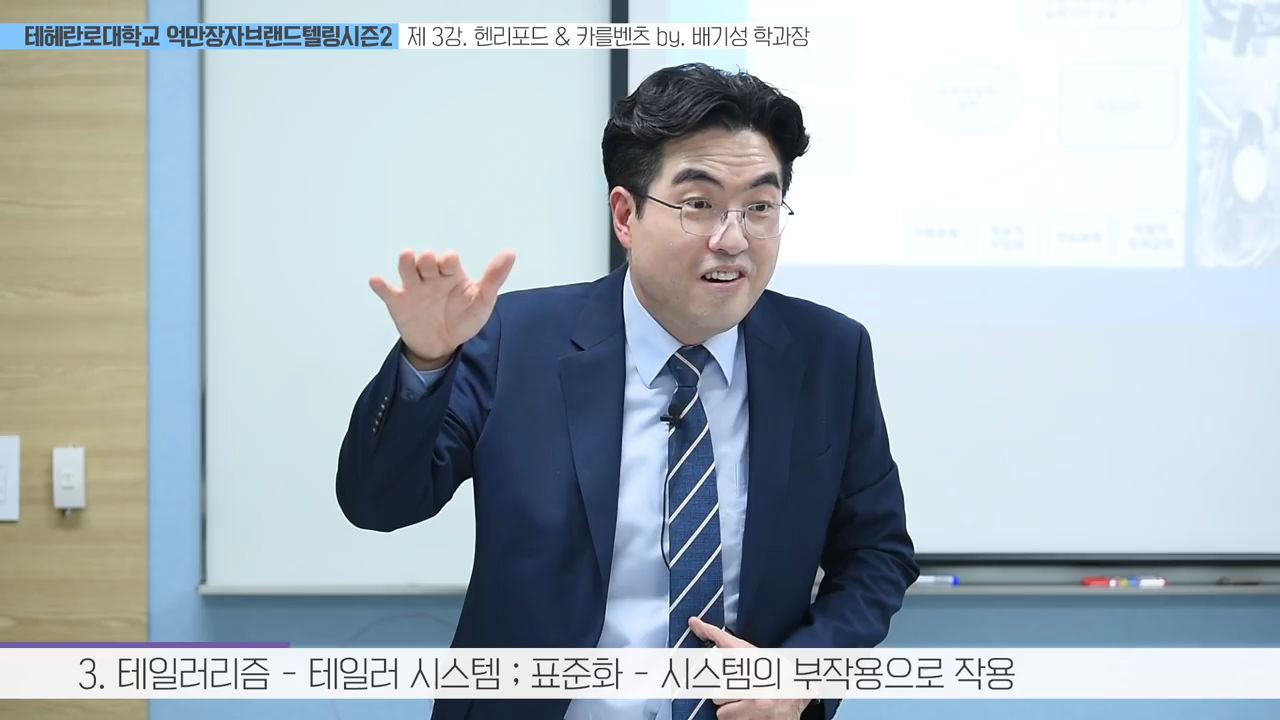 테헤란로대학교 억만장자브랜드텔링시즌2 제 3강. 헨리포드 & 카를벤츠 by. 배기성 학과장
3. 테일러리즘 - 테일러 시스템 ; 표준화 - 시스템의 부작용으로 작용